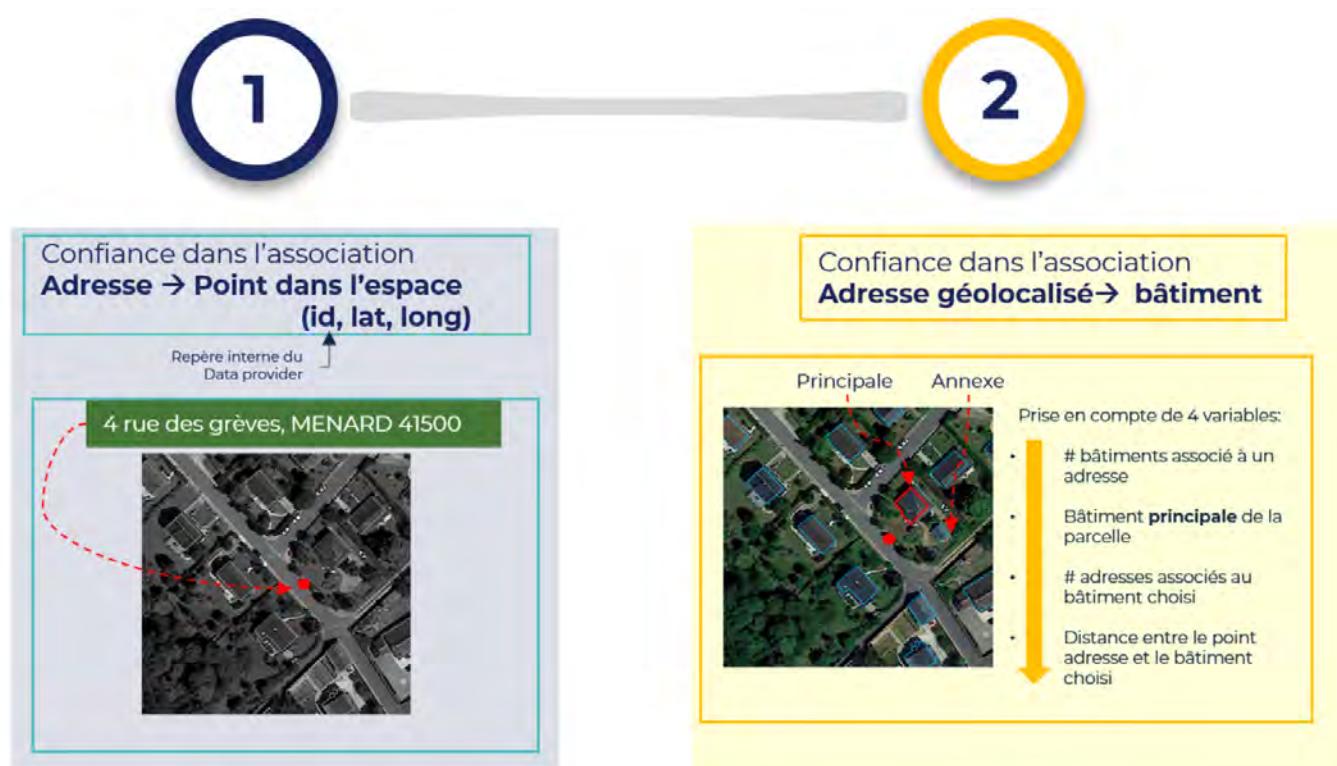 1
2
Confiance dans l'association
Adresse → Point dans l'espace
(id, lat, long)
Repère interne du
Data provider
4 rue des grèves, MENARD 41500
Confiance dans l'association
Adresse géolocalisé→ bâtiment
Principale
Annexe
Prise en compte de 4 variables:
• # bâtiments associé à un
adresse
• Bâtiment principale de la
parcelle
• # adresses associés au
bâtiment choisi
• Distance entre le point
adresse et le bâtiment
choisi